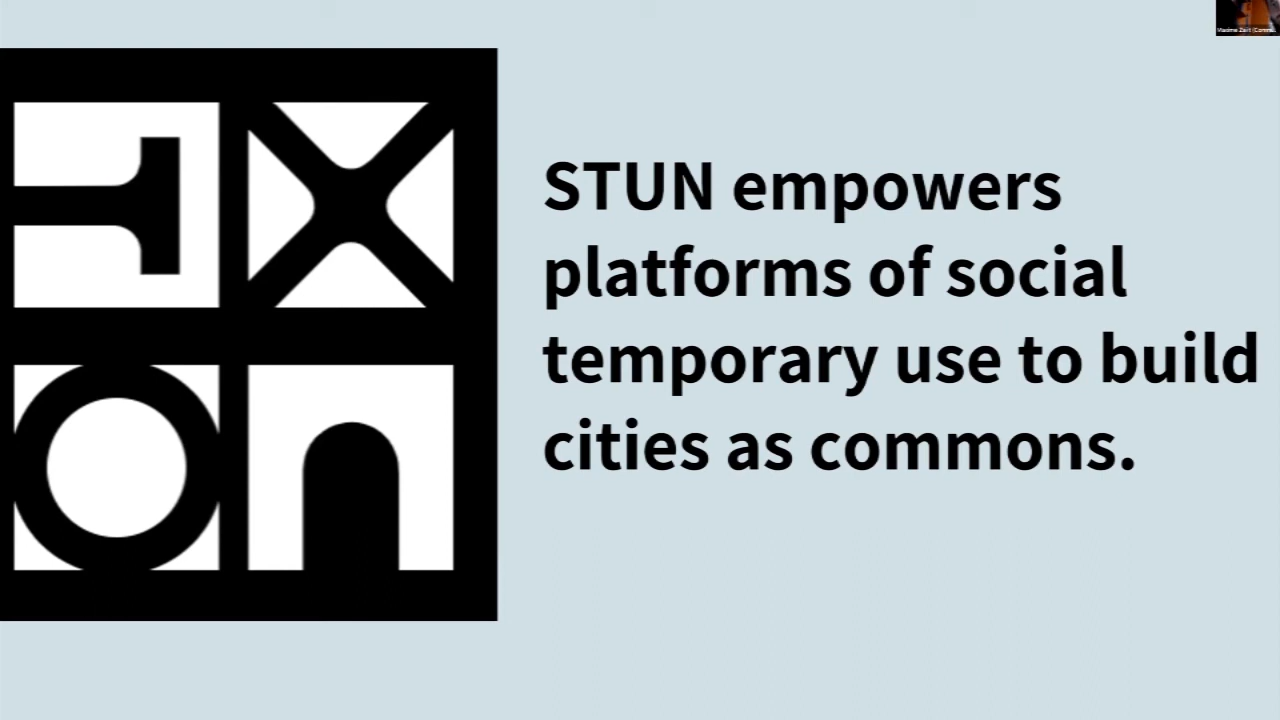 STUN empowers
platforms of social
temporary use to build
cities as commons.